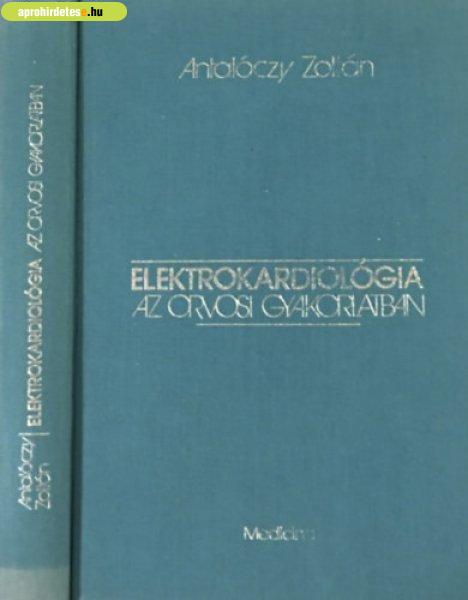 aprohirdetes.hu
Antalóczy Zoltán
ELEKTROKARDIOLÓGIA
AZ ORVOSI GYAKORLATBAN
Medicina
Antalóczy
Zoltán
ELEKTROKARDIOLÓGIA AZ ORVOSI GYAKORLATBAN